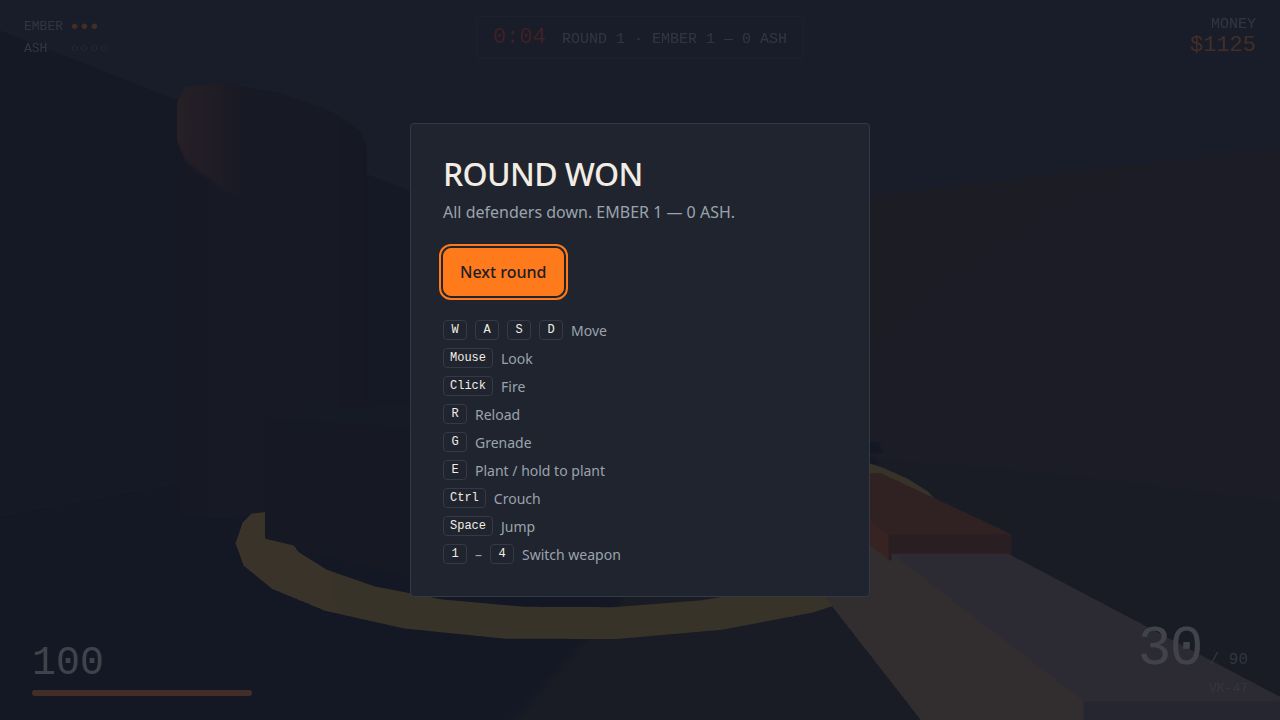 EMBER
ASH
0:04 ROUND 1 · EMBER 1 — 0 ASH
MONEY
$1125
ROUND WON
All defenders down. EMBER 1 — 0 ASH.
Next round
W A S D Move
Mouse Look
Click Fire
R Reload
G Grenade
E Plant / hold to plant
Ctrl Crouch
Space Jump
1 – 4 Switch weapon
100
30 / 90
VK-47